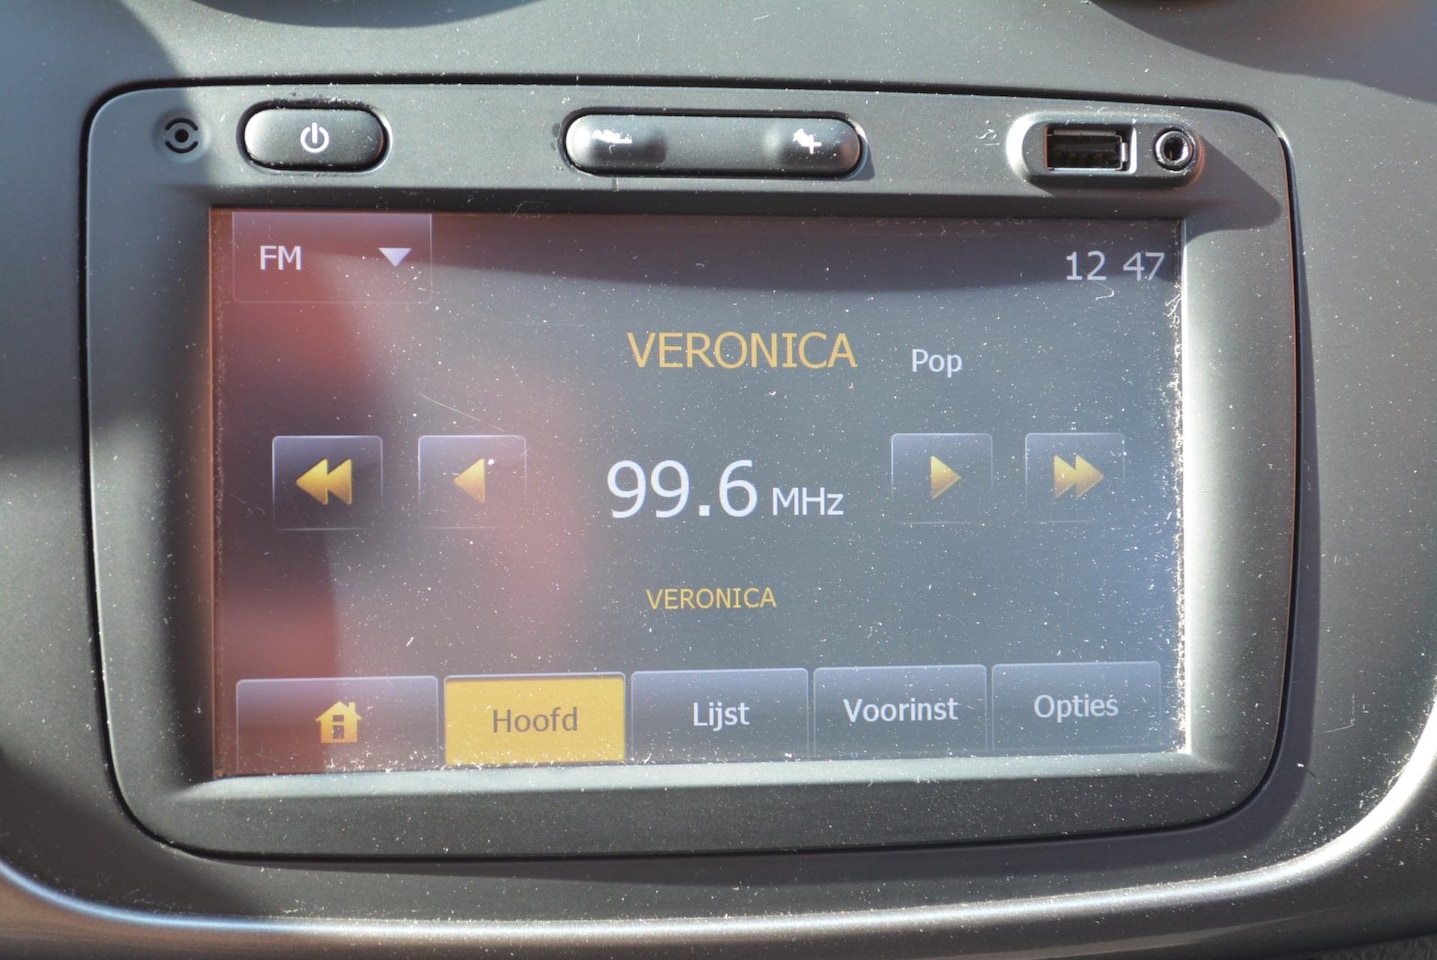 FM
12 47
VERONICA Pop
99.6 MHz
VERONICA
Hoofd Lijst Voorinst Opties